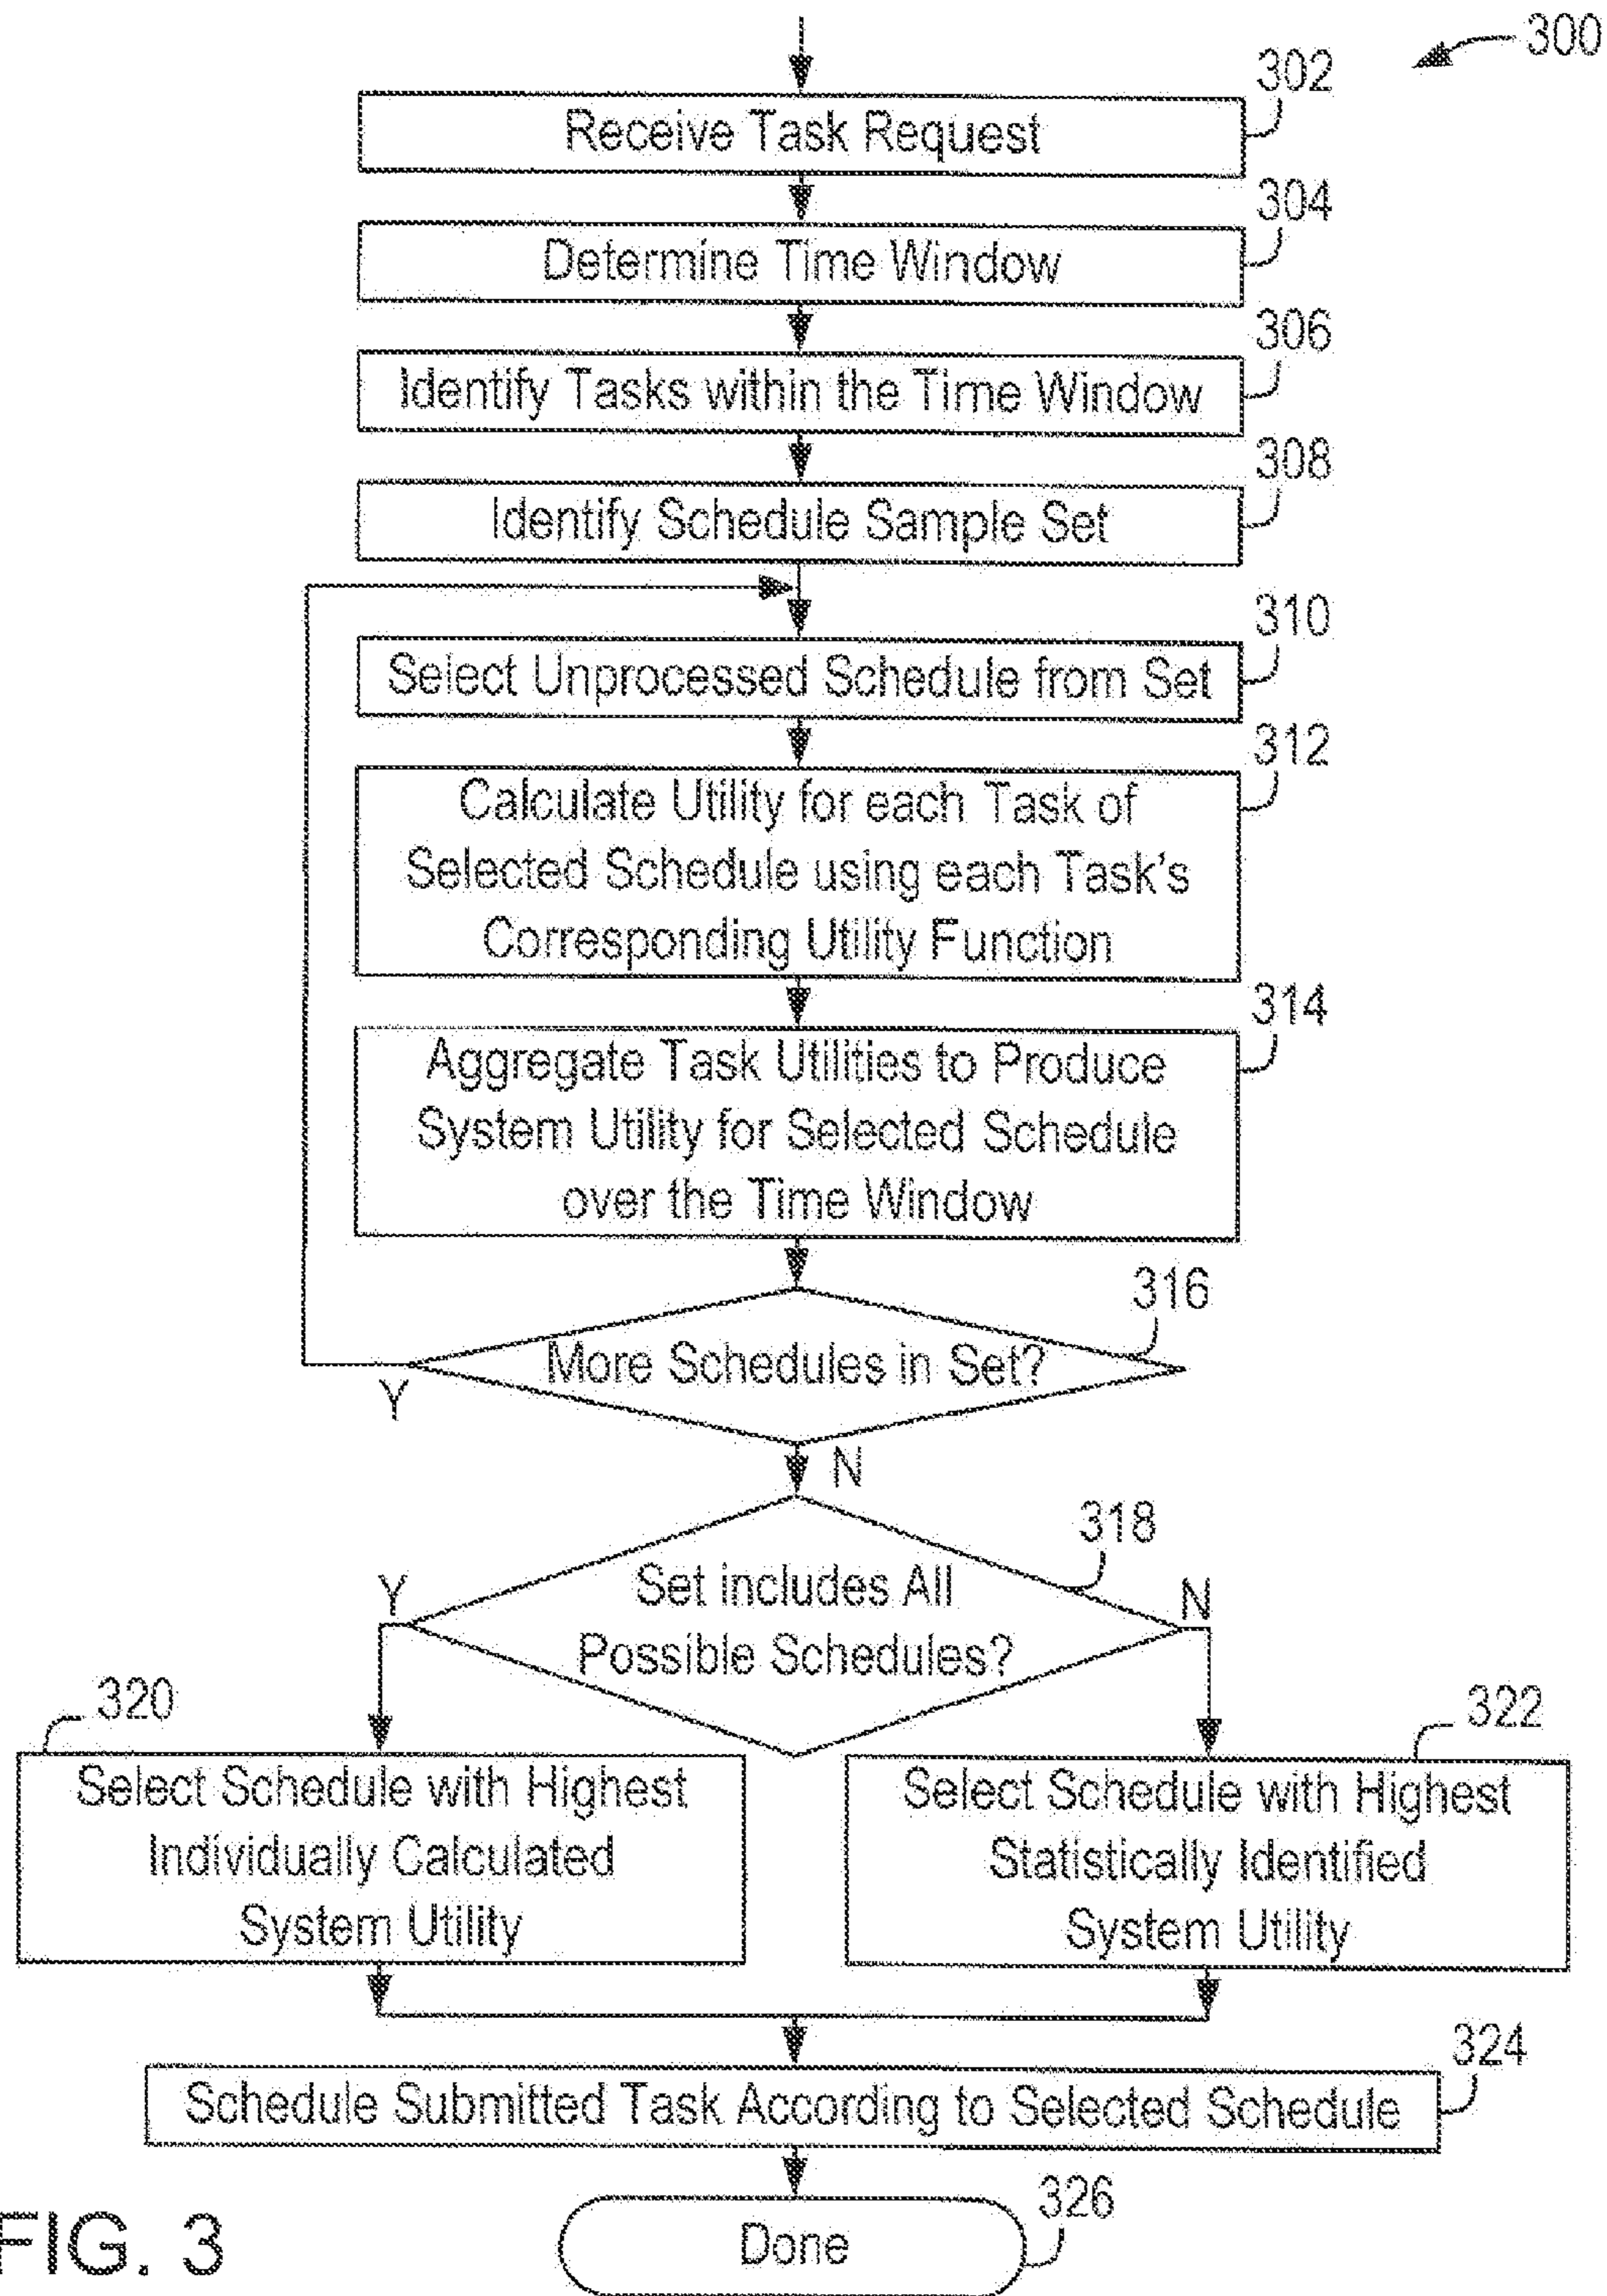 300
302
Receive Task Request
304
Determine Time Window
306
Identify Tasks within the Time Window
308
Identify Schedule Sample Set
310
Select Unprocessed Schedule from Set
312
Calculate Utility for each Task of
Selected Schedule using each Task's
Corresponding Utility Function
314
Aggregate Task Utilities to Produce
System Utility for Selected Schedule
over the Time Window
316
More Schedules in Set?
Y
N
318
Set includes All
Possible Schedules?
Y
N
320
Select Schedule with Highest
Individually Calculated
System Utility
322
Select Schedule with Highest
Statistically Identified
System Utility
324
Schedule Submitted Task According to Selected Schedule
326
Done
FIG. 3